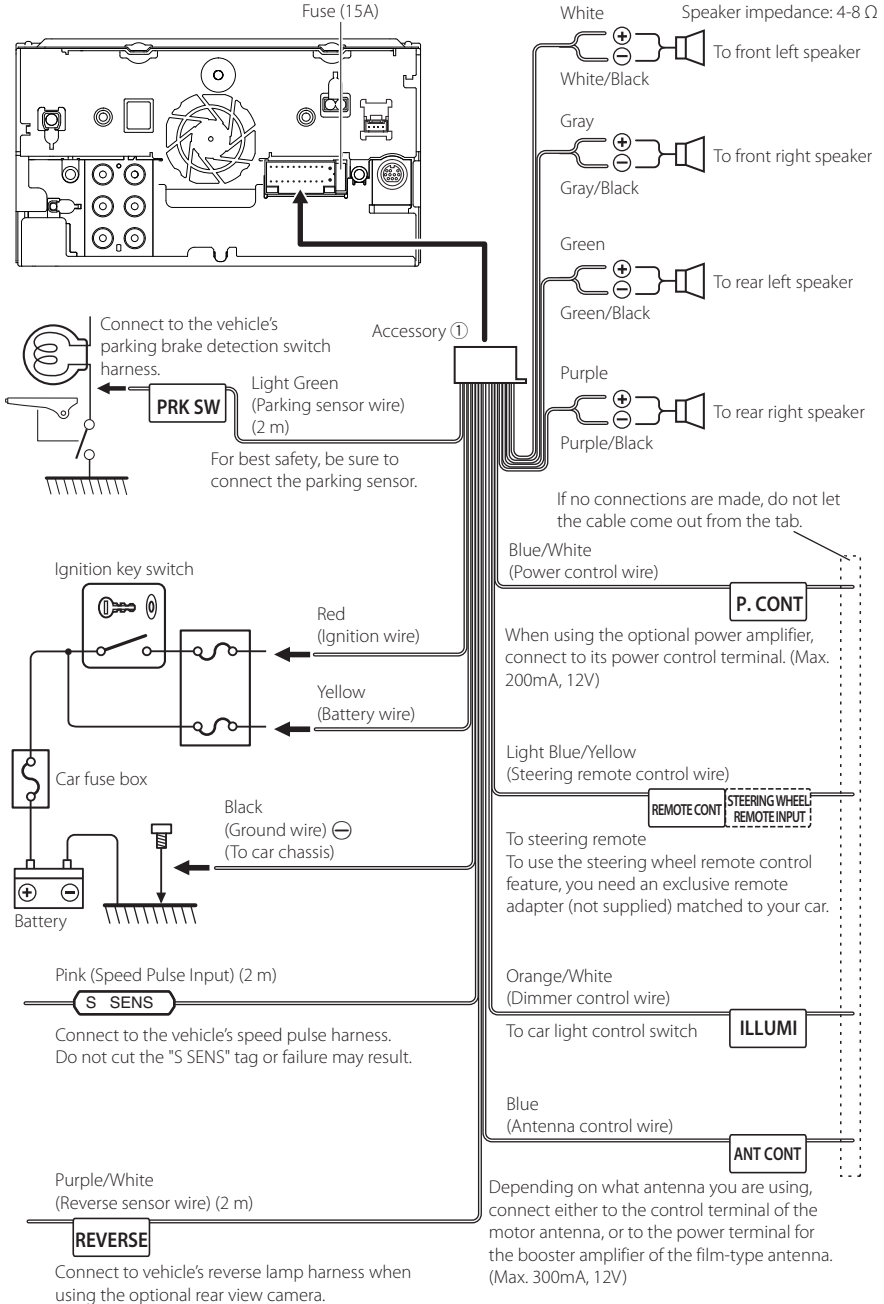 Fuse (15A)
White
Speaker impedance: 4-8 Ω
⊕
⊖
To front left speaker
White/Black
Gray
⊕
⊖
To front right speaker
Gray/Black
Green
⊕
⊖
To rear left speaker
Green/Black
Purple
⊕
⊖
To rear right speaker
Purple/Black
Accessory ①
Connect to the vehicle's
parking brake detection switch
harness.
PRK SW
Light Green
(Parking sensor wire)
(2 m)
For best safety, be sure to
connect the parking sensor.
If no connections are made, do not let
the cable come out from the tab.
Blue/White
(Power control wire)
P. CONT
When using the optional power amplifier,
connect to its power control terminal. (Max.
200mA, 12V)
Ignition key switch
Red
(Ignition wire)
Yellow
(Battery wire)
Car fuse box
Black
(Ground wire) ⊖
(To car chassis)
⊕ ⊖
Battery
Light Blue/Yellow
(Steering remote control wire)
REMOTE CONT
STEERING WHEEL
REMOTE INPUT
To steering remote
To use the steering wheel remote control
feature, you need an exclusive remote
adapter (not supplied) matched to your car.
Pink (Speed Pulse Input) (2 m)
S SENS
Connect to the vehicle's speed pulse harness.
Do not cut the "S SENS" tag or failure may result.
Orange/White
(Dimmer control wire)
To car light control switch
ILLUMI
Blue
(Antenna control wire)
ANT CONT
Depending on what antenna you are using,
connect either to the control terminal of the
motor antenna, or to the power terminal for
the booster amplifier of the film-type antenna.
(Max. 300mA, 12V)
Purple/White
(Reverse sensor wire) (2 m)
REVERSE
Connect to vehicle's reverse lamp harness when
using the optional rear view camera.